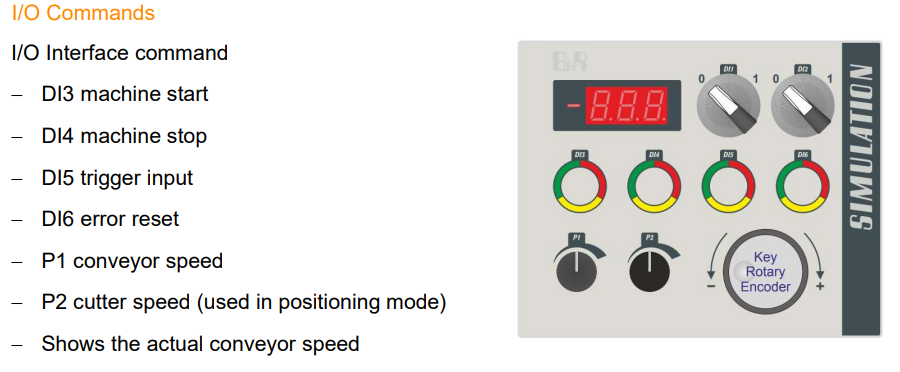 I/O Commands
I/O Interface command
– DI3 machine start
– DI4 machine stop
– DI5 trigger input
– DI6 error reset
– P1 conveyor speed
– P2 cutter speed (used in positioning mode)
– Shows the actual conveyor speed
B&R
DI1 DI2
0 1 0 1
-8.8.8.
DI3 DI4 DI5 DI6
P1 P2
Key
Rotary
Encoder
- +
SIMULATION